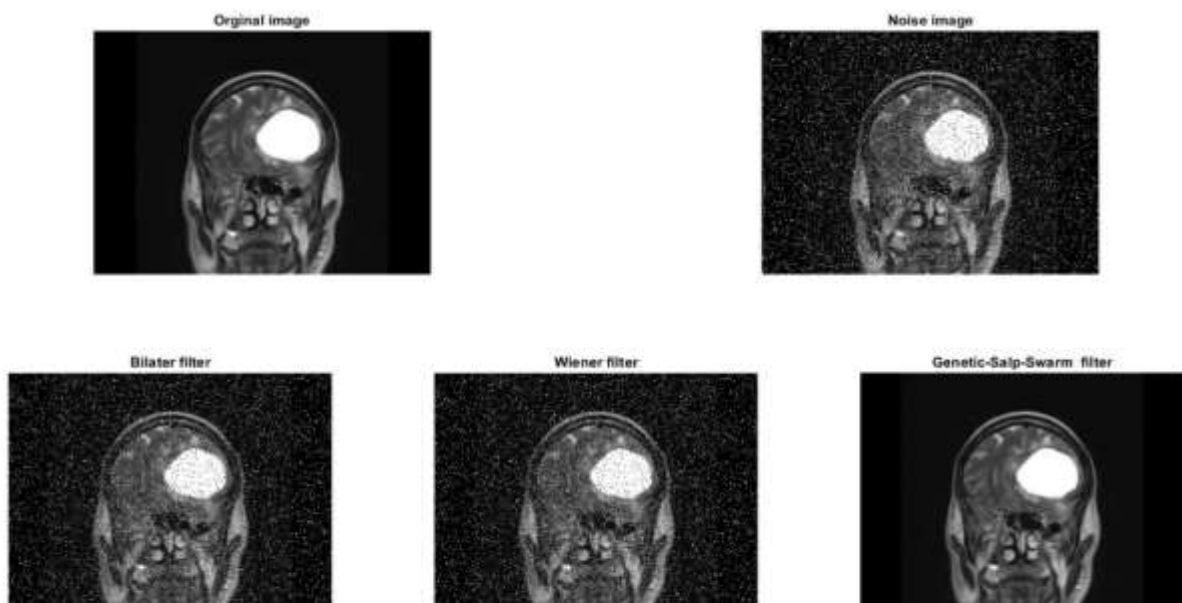 Orginal image
Noise image
Bilater filter
Wiener filter
Genetic-Salp-Swarm filter